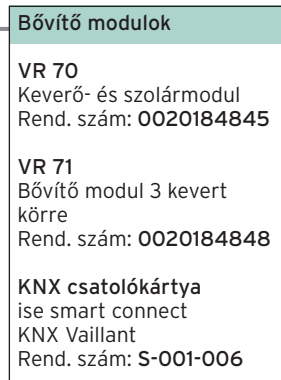 Bővítő modulok
VR 70
Keverő- és szolármodul
Rend. szám: 0020184845
VR 71
Bővítő modul 3 kevert
körre
Rend. szám: 0020184848
KNX csatolókártya
ise smart connect
KNX Vaillant
Rend. szám: S-001-006